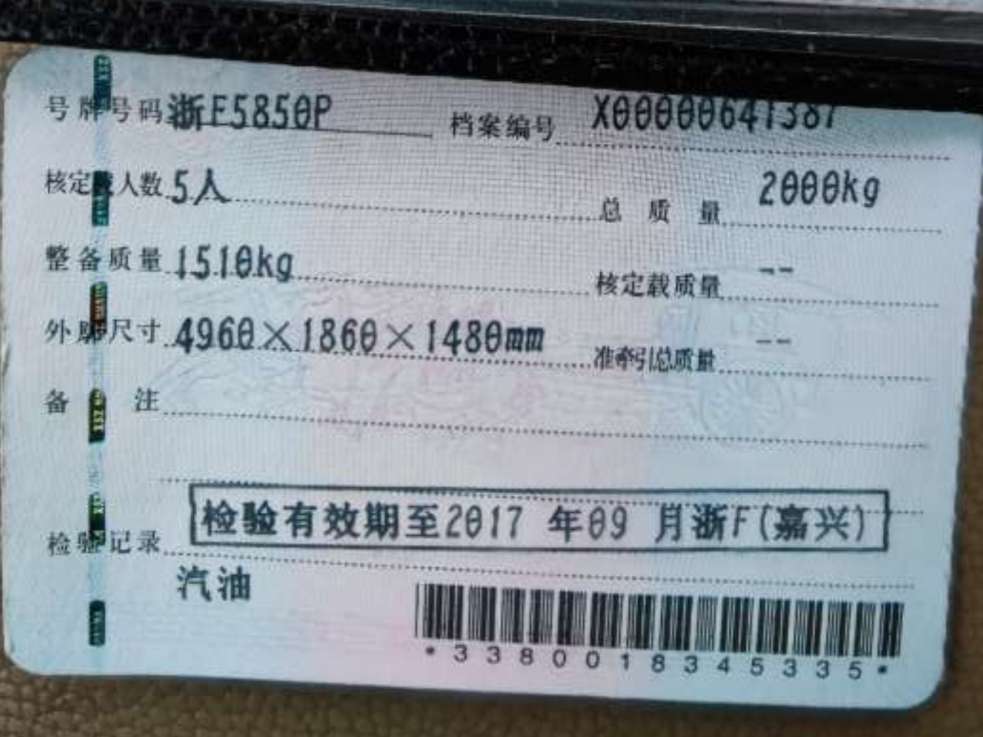 号牌号码 浙F5850P 档案编号 X00000641387
核定载人数 5人 总质量 2000kg
整备质量 1510kg 核定载质量 --
外廓尺寸 4960×1860×1480mm 准牵引总质量 --
备注
检验有效期至2017年09月浙F(嘉兴)
检验记录
汽油
*3380018345335*